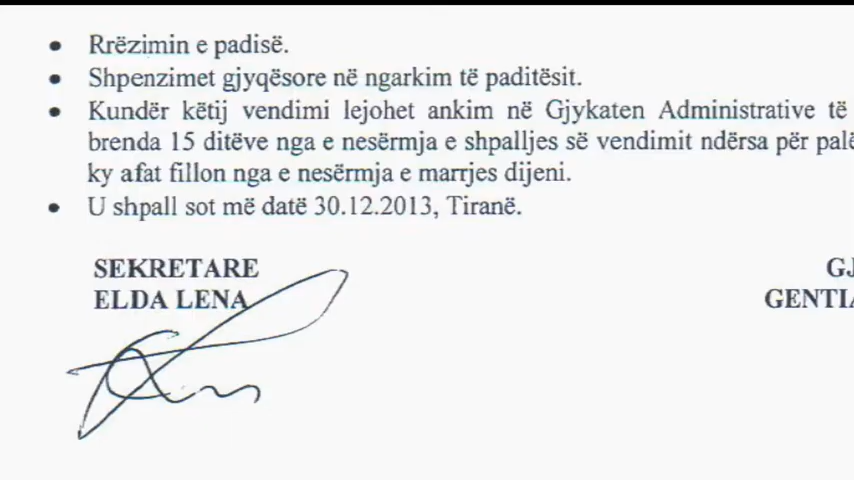 Rrëzimin e padisë.
Shpenzimet gjyqësore në ngarkim të paditësit.
Kundër këtij vendimi lejohet ankim në Gjykaten Administrative të
brenda 15 ditëve nga e nesërmja e shpalljes së vendimit ndërsa për palë
ky afat fillon nga e nesërmja e marrjes dijeni.
U shpall sot më datë 30.12.2013, Tiranë.
SEKRETARE
ELDA LENA
GJ
GENTIA